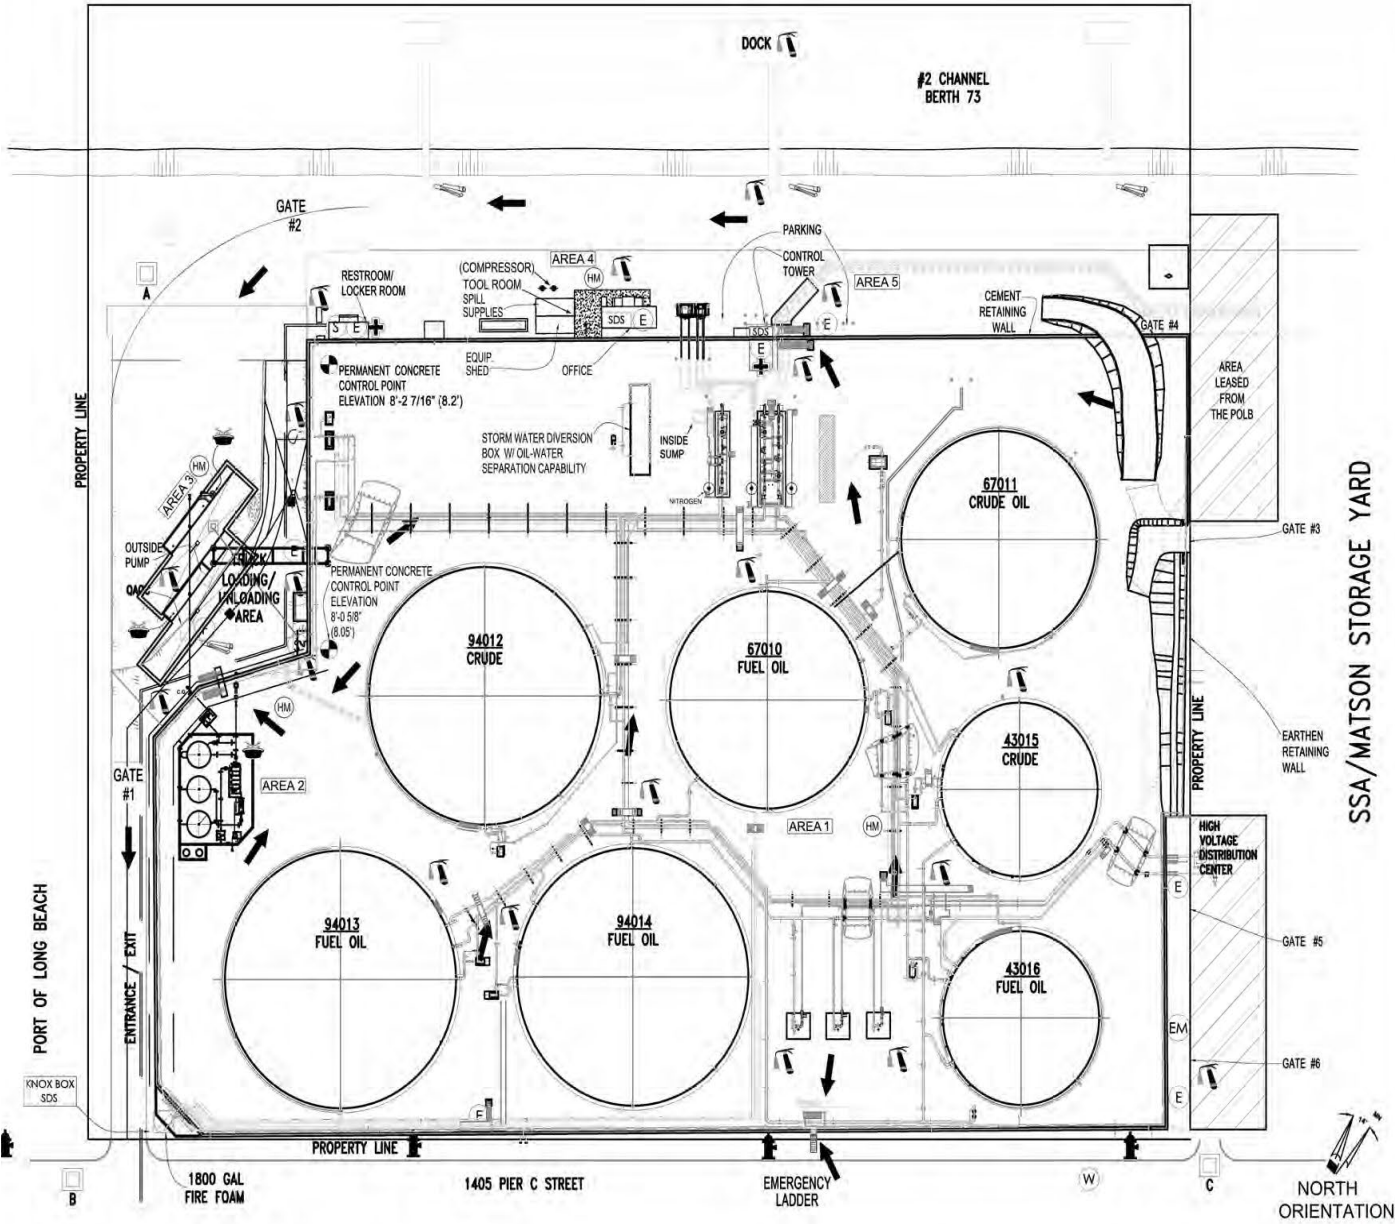 DOCK
#2 CHANNEL
BERTH 73
GATE
#2
A
RESTROOM/
LOCKER ROOM
S E
(COMPRESSOR)
TOOL ROOM
SPILL
SUPPLIES
AREA 4
HM
SDS
E
EQUIP.
SHED
OFFICE
PARKING
CONTROL
TOWER
AREA 5
SDS
E
E
CEMENT
RETAINING
WALL
GATE #4
AREA
LEASED
FROM
THE POLB
PROPERTY LINE
PERMANENT CONCRETE
CONTROL POINT
ELEVATION 8'-2 7/16" (8.2')
STORM WATER DIVERSION
BOX W/ OIL-WATER
SEPARATION CAPABILITY
INSIDE
SUMP
NITROGEN
67011
CRUDE OIL
GATE #3
SSA/MATSON STORAGE YARD
AREA 3
HM
OUTSIDE
PUMP
TRUCK
LOADING/
UNLOADING
AREA
PERMANENT CONCRETE
CONTROL POINT
ELEVATION
8'-0 5/8"
(8.05')
94012
CRUDE
67010
FUEL OIL
43015
CRUDE
PROPERTY LINE
EARTHEN
RETAINING
WALL
HM
GATE
#1
AREA 2
AREA 1
HM
HIGH
VOLTAGE
DISTRIBUTION
CENTER
E
94013
FUEL OIL
94014
FUEL OIL
43016
FUEL OIL
GATE #5
EM
GATE #6
E
PORT OF LONG BEACH
ENTRANCE / EXIT
KNOX BOX
SDS
E
PROPERTY LINE
B
1800 GAL
FIRE FOAM
1405 PIER C STREET
EMERGENCY
LADDER
W
C
NORTH
ORIENTATION